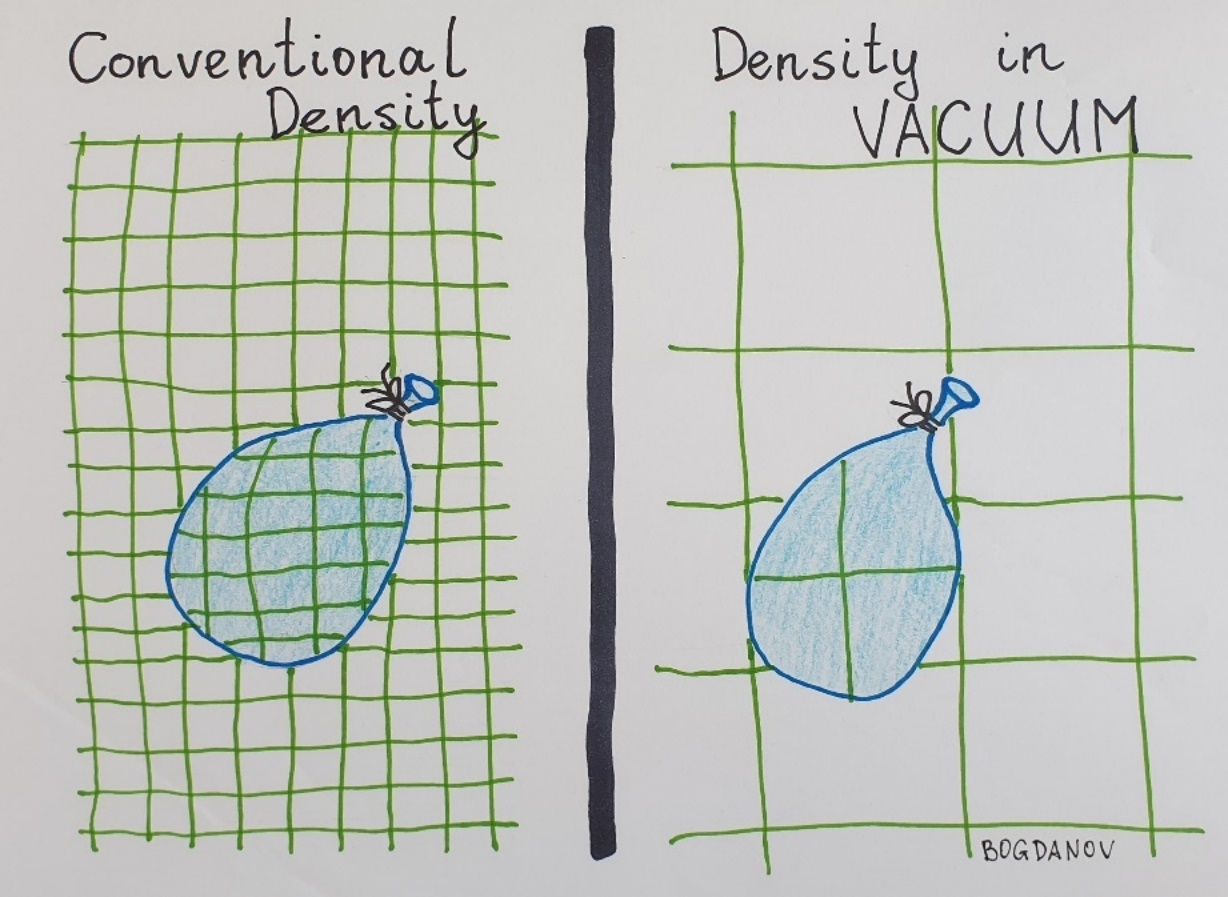 Conventional
Density
Density in
VACUUM
BOGDANOV